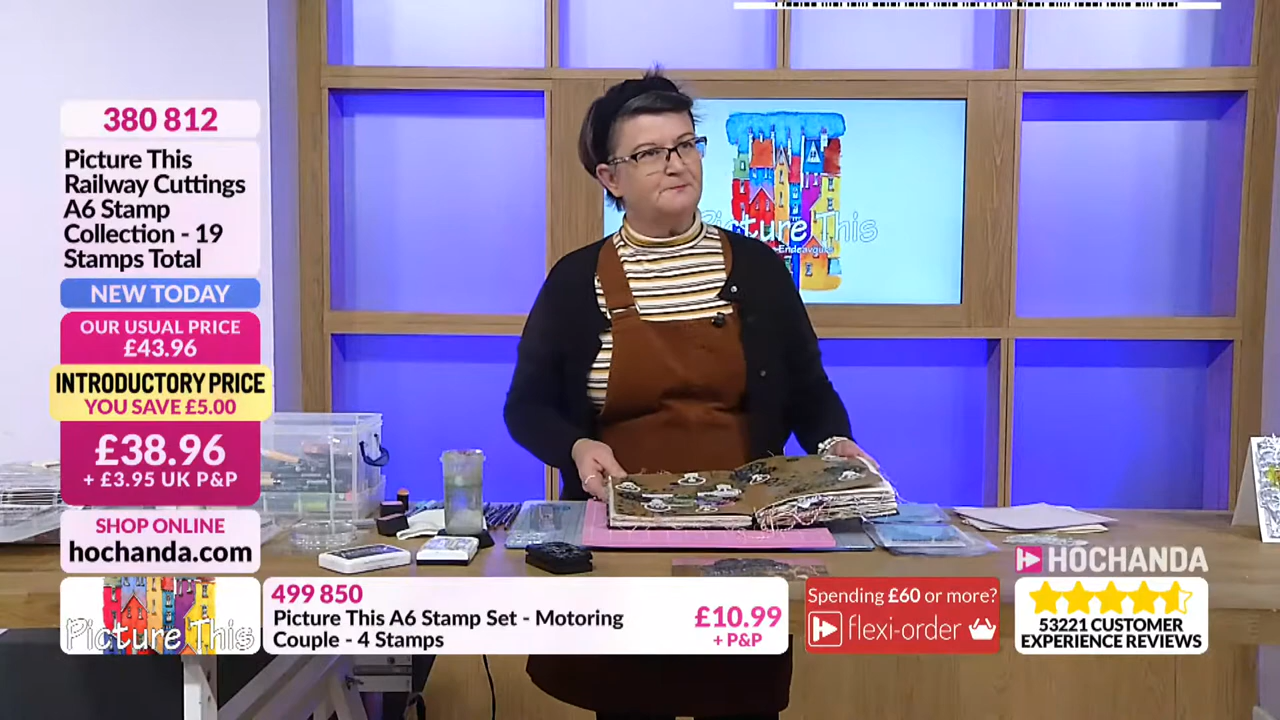 380 812
Picture This
Railway Cuttings
A6 Stamp
Collection - 19
Stamps Total
NEW TODAY
OUR USUAL PRICE
£43.96
INTRODUCTORY PRICE
YOU SAVE £5.00
£38.96
+ £3.95 UK P&P
SHOP ONLINE
hochanda.com
Picture This
Endeavours
Picture This
499 850
Picture This A6 Stamp Set - Motoring
Couple - 4 Stamps
£10.99
+ P&P
Spending £60 or more?
flexi-order
HOCHANDA
53221 CUSTOMER
EXPERIENCE REVIEWS